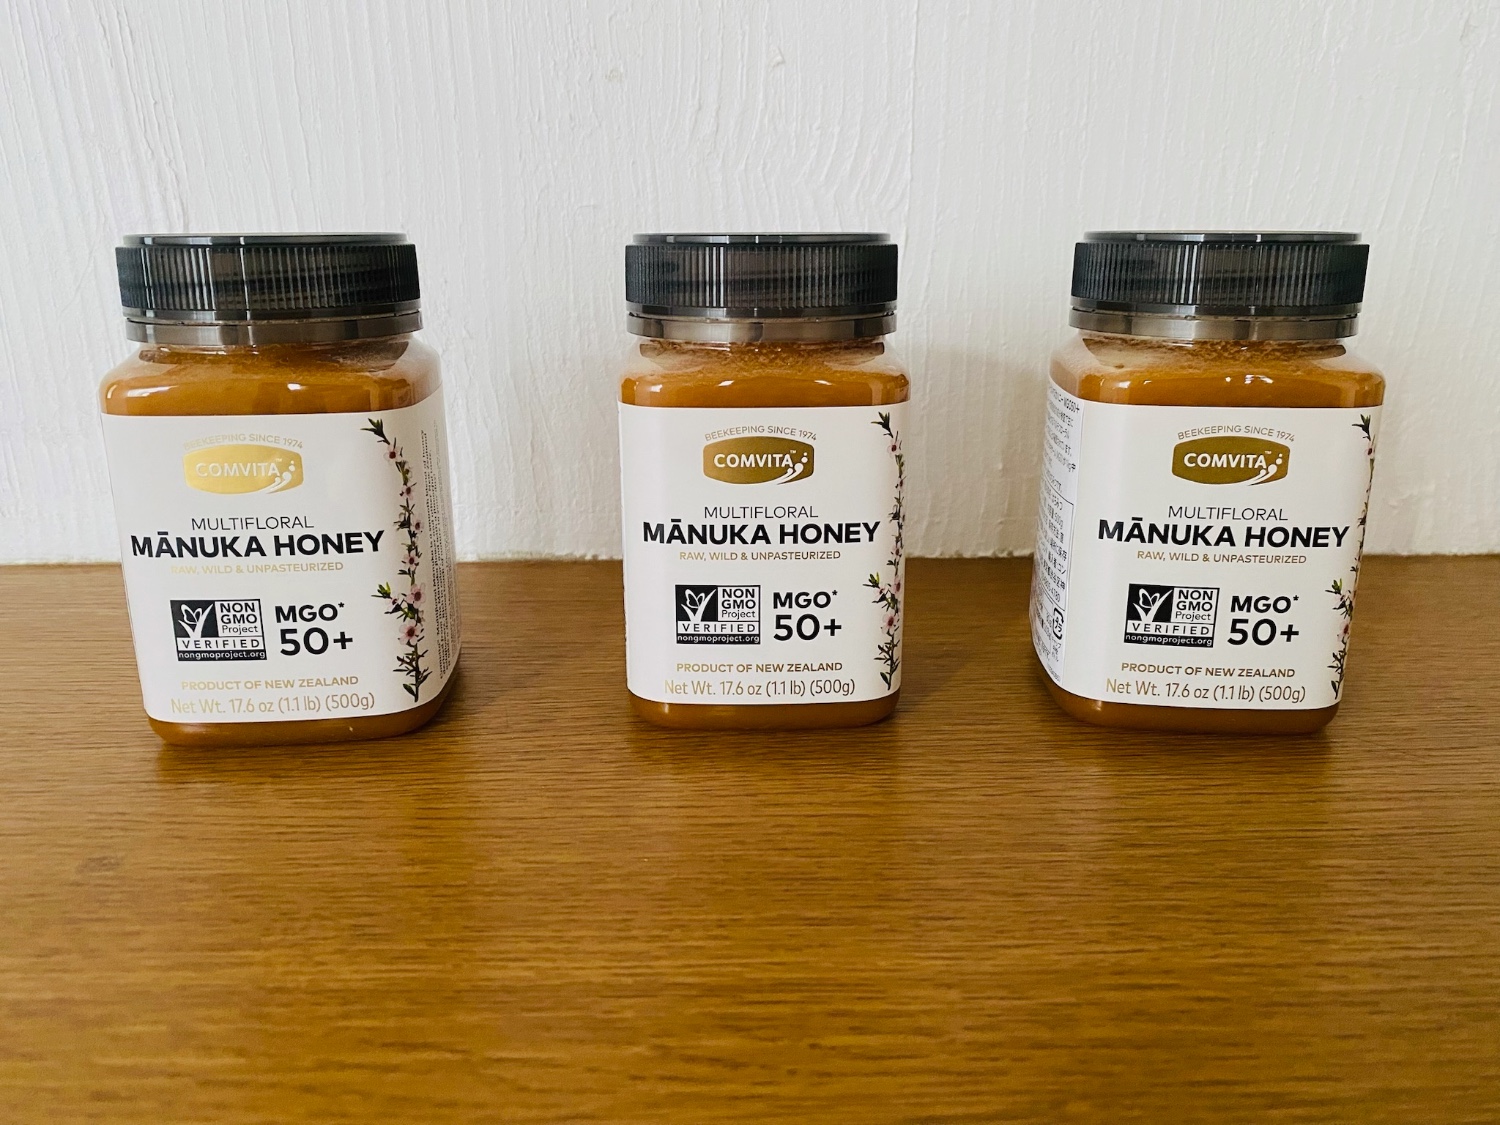 BEEKEEPING SINCE 1974
COMVITA™
MULTIFLORAL
MĀNUKA HONEY
RAW, WILD & UNPASTEURIZED
NON
GMO
Project
VERIFIED
nongmoproject.org
MGO*
50+
PRODUCT OF NEW ZEALAND
Net Wt. 17.6 oz (1.1 lb) (500g)
BEEKEEPING SINCE 1974
COMVITA™
MULTIFLORAL
MĀNUKA HONEY
RAW, WILD & UNPASTEURIZED
NON
GMO
Project
VERIFIED
nongmoproject.org
MGO*
50+
PRODUCT OF NEW ZEALAND
Net Wt. 17.6 oz (1.1 lb) (500g)
BEEKEEPING SINCE 1974
COMVITA™
MULTIFLORAL
MĀNUKA HONEY
RAW, WILD & UNPASTEURIZED
NON
GMO
Project
VERIFIED
nongmoproject.org
MGO*
50+
PRODUCT OF NEW ZEALAND
Net Wt. 17.6 oz (1.1 lb) (500g)